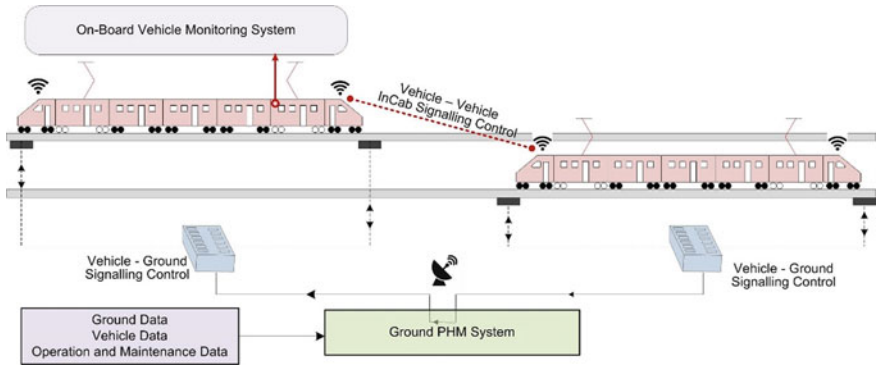 On-Board Vehicle Monitoring System
Vehicle – Vehicle
InCab Signalling Control
Vehicle - Ground
Signalling Control
Vehicle - Ground
Signalling Control
Ground Data
Vehicle Data
Operation and Maintenance Data
Ground PHM System